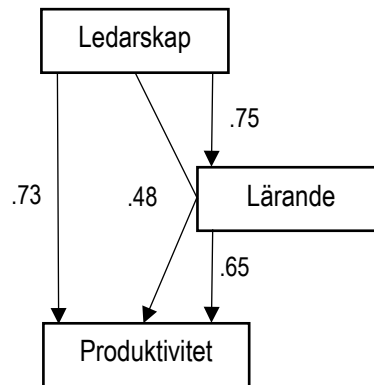 Ledarskap
.75
.73
.48
Lärande
.65
Produktivitet